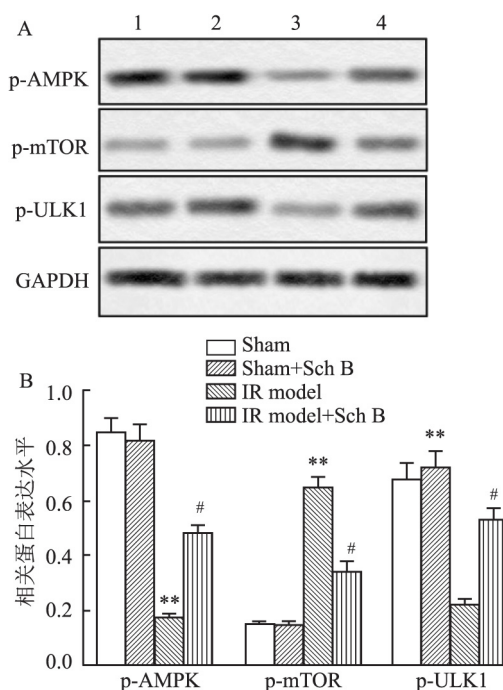 A
1 2 3 4
p-AMPK
p-mTOR
p-ULK1
GAPDH
B
Sham
Sham+Sch B
IR model
IR model+Sch B
相关蛋白表达水平
1.0
0.8
0.6
0.4
0.2
0.0
**
#
**
#
**
#
p-AMPK p-mTOR p-ULK1